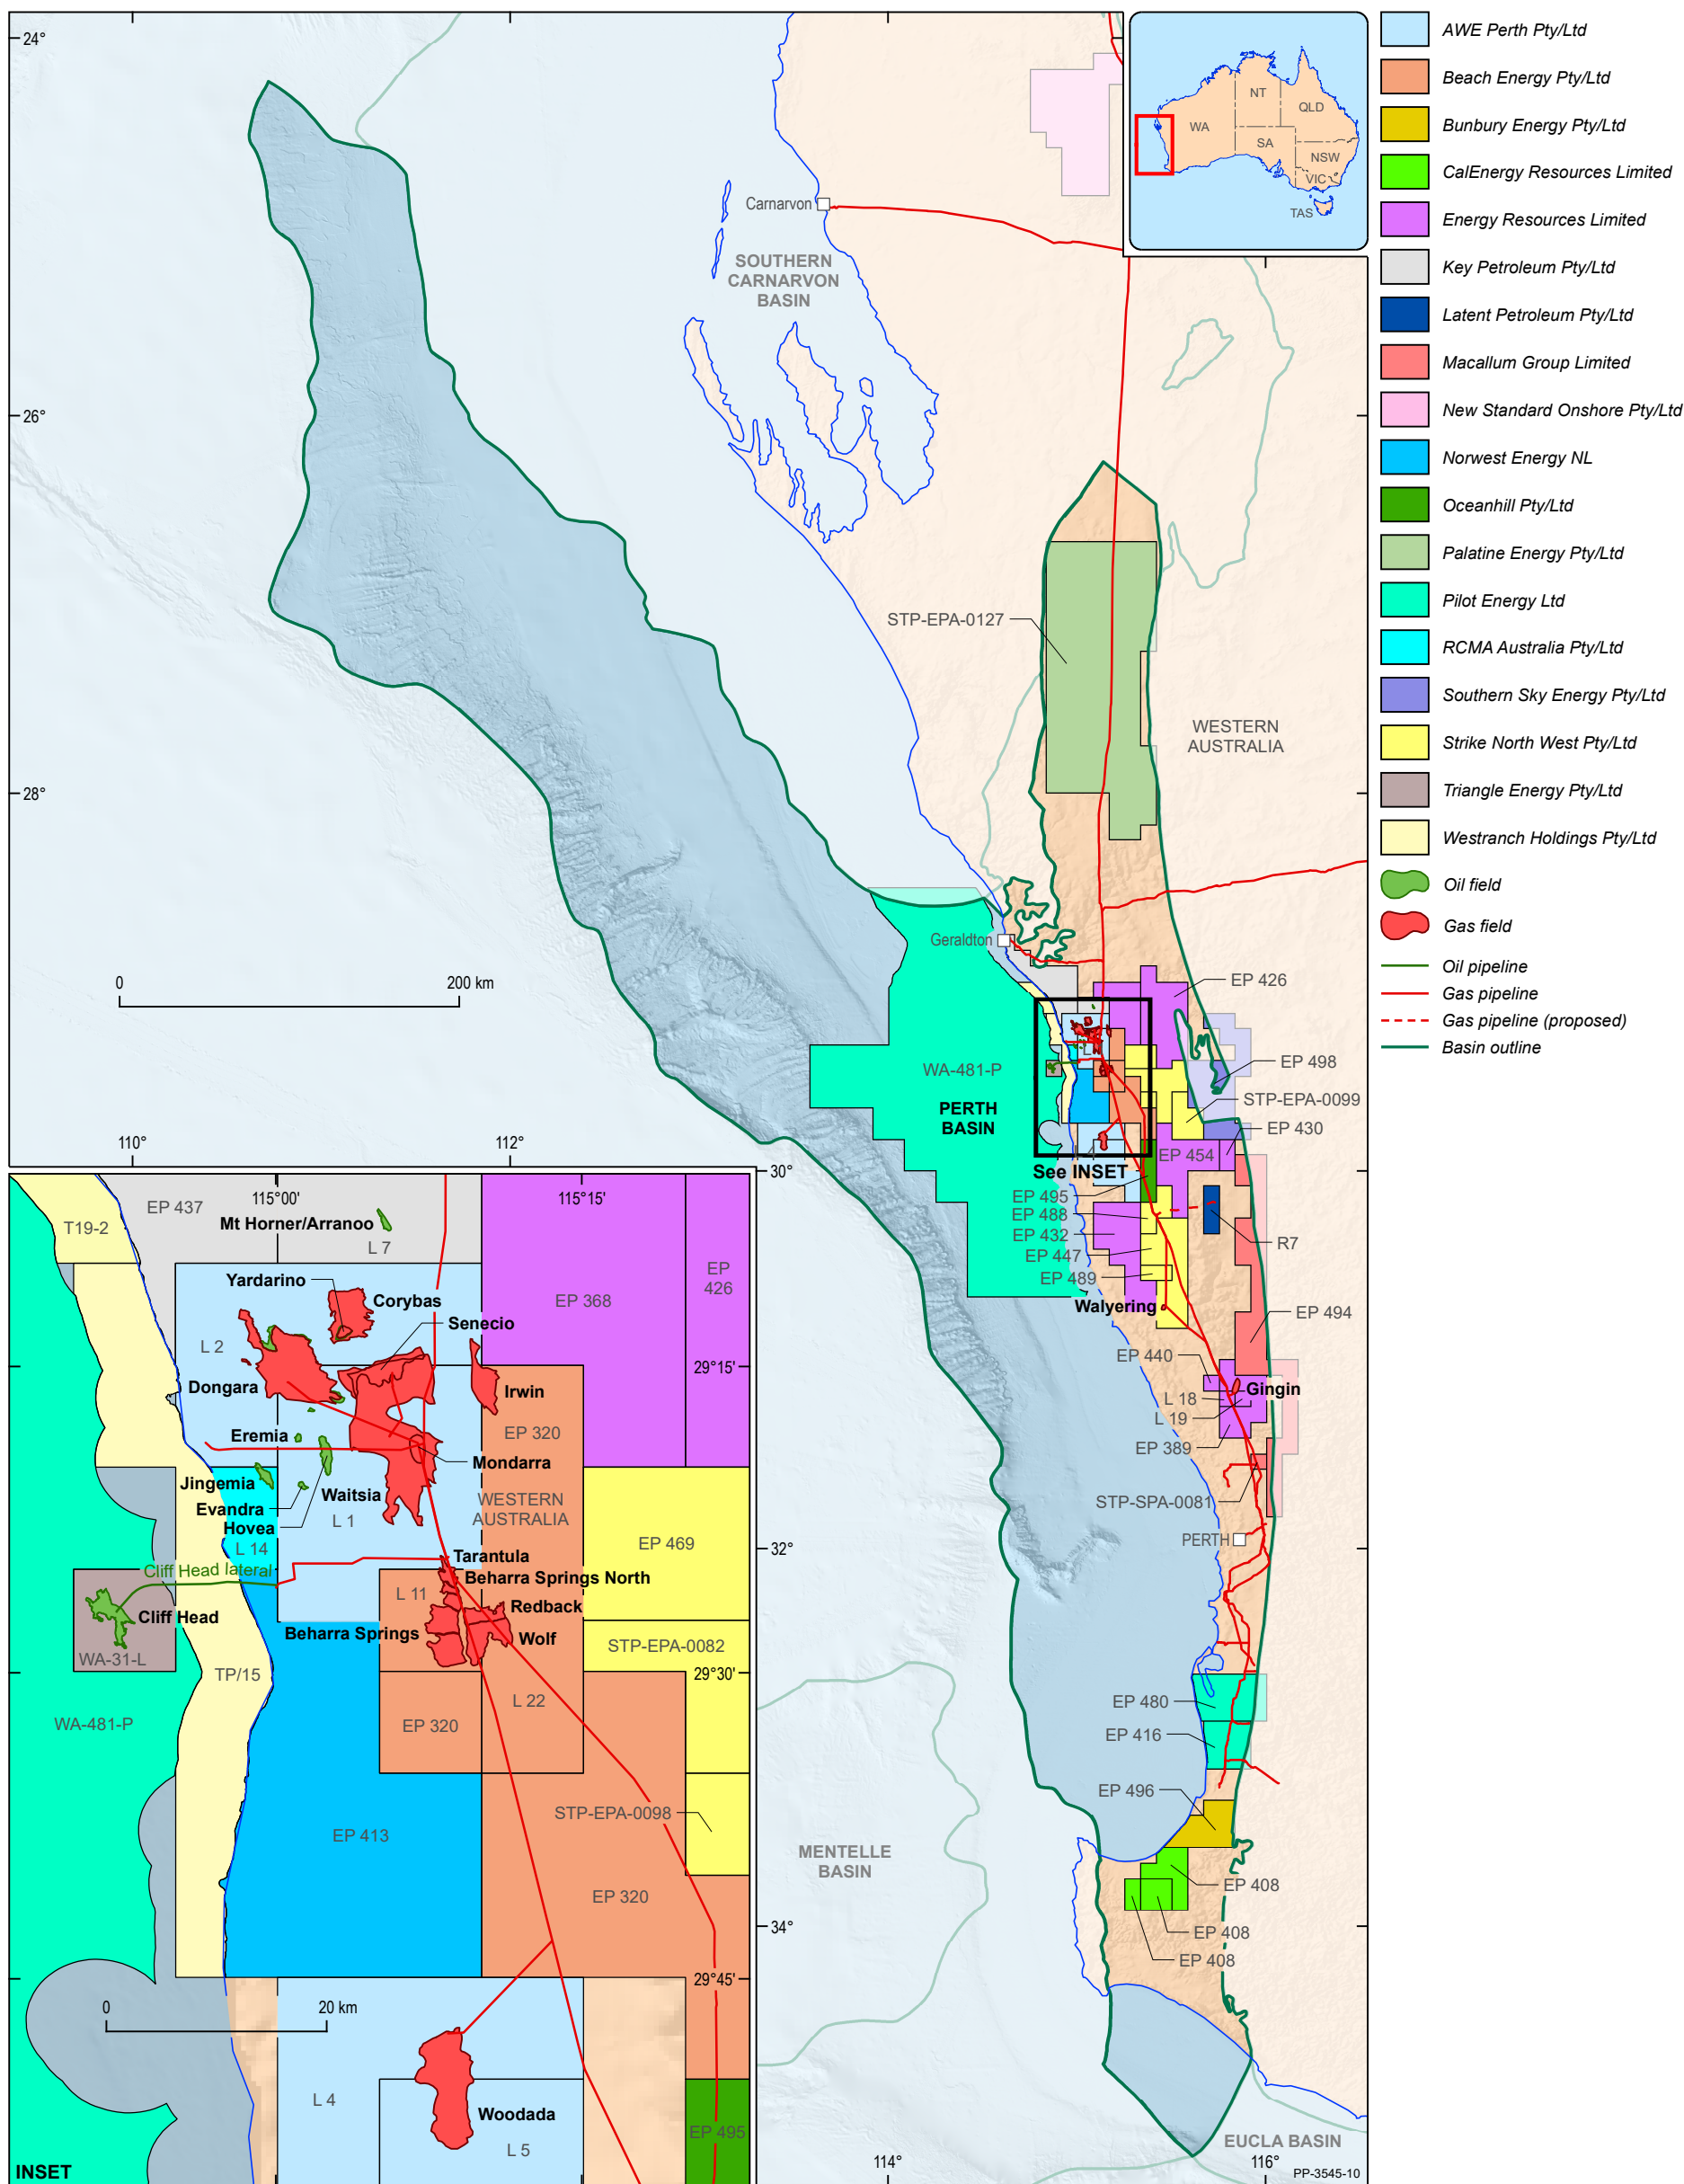 24°
26°
28°
110°
112°
30°
32°
34°
114°
116°
Carnarvon
SOUTHERN
CARNARVON
BASIN
NT
QLD
WA
SA
NSW
VIC
TAS
STP-EPA-0127
WESTERN
AUSTRALIA
Geraldton
0
200 km
EP 426
WA-481-P
PERTH
BASIN
L
4
EP 498
STP-EPA-0099
EP 430
EP 454
See INSET
EP 495
EP 488
EP 432
EP 447
EP 489
R7
Walyering
EP 494
EP 440
Gingin
L 18
L 19
EP 389
STP-SPA-0081
PERTH
EP 480
EP 416
EP 496
MENTELLE
BASIN
EP 408
EP 408
EP 408
EUCLA BASIN
PP-3545-10
115°00'
115°15'
T19-2
EP 437
Mt Horner/Arranoo
L 7
Yardarino
Corybas
EP 368
EP
426
Senecio
L 2
29°15'
Dongara
Irwin
EP 320
Eremia
Mondarra
Jingemia
Waitsia
Evandra
Hovea
L 1
WESTERN
AUSTRALIA
L 14
EP 469
Tarantula
Cliff Head lateral
Beharra Springs North
L 11
Redback
Cliff Head
Beharra Springs
Wolf
STP-EPA-0082
WA-31-L
TP/15
29°30'
L 22
WA-481-P
EP 320
STP-EPA-0098
EP 413
EP 320
29°45'
0
20 km
L 4
Woodada
L 5
EP 495
INSET
AWE Perth Pty/Ltd
Beach Energy Pty/Ltd
Bunbury Energy Pty/Ltd
CalEnergy Resources Limited
Energy Resources Limited
Key Petroleum Pty/Ltd
Latent Petroleum Pty/Ltd
Macallum Group Limited
New Standard Onshore Pty/Ltd
Norwest Energy NL
Oceanhill Pty/Ltd
Palatine Energy Pty/Ltd
Pilot Energy Ltd
RCMA Australia Pty/Ltd
Southern Sky Energy Pty/Ltd
Strike North West Pty/Ltd
Triangle Energy Pty/Ltd
Westranch Holdings Pty/Ltd
Oil field
Gas field
Oil pipeline
Gas pipeline
Gas pipeline (proposed)
Basin outline